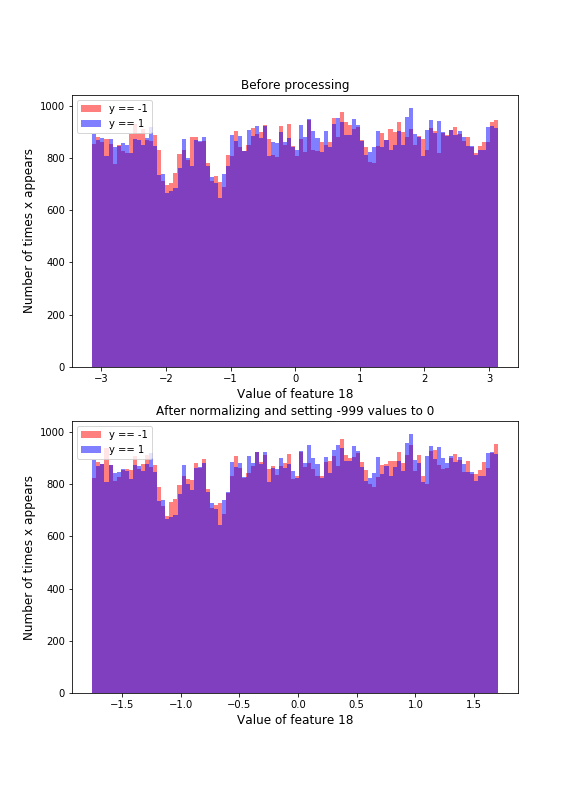 Before processing
y == -1
y == 1
1000
800
600
400
200
0
Number of times x appears
−3
−2
−1
0
1
2
3
Value of feature 18
After normalizing and setting -999 values to 0
y == -1
y == 1
1000
800
600
400
200
0
Number of times x appears
−1.5
−1.0
−0.5
0.0
0.5
1.0
1.5
Value of feature 18